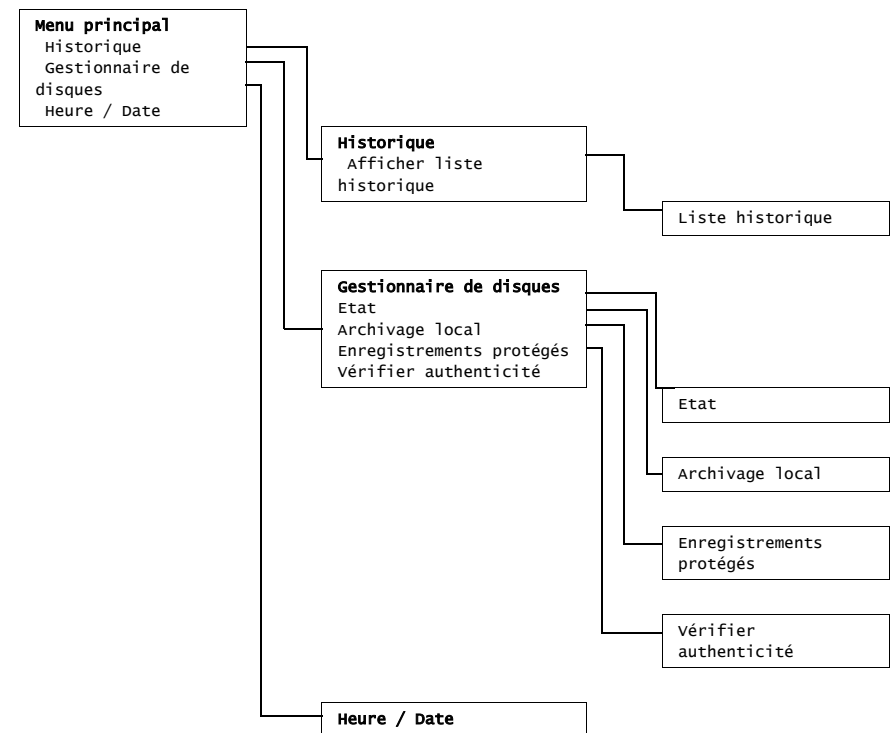 Menu principal
Historique
Gestionnaire de
disques
Heure / Date
Historique
Afficher liste
historique
Liste historique
Gestionnaire de disques
Etat
Archivage local
Enregistrements protégés
Vérifier authenticité
Etat
Archivage local
Enregistrements
protégés
Vérifier
authenticité
Heure / Date